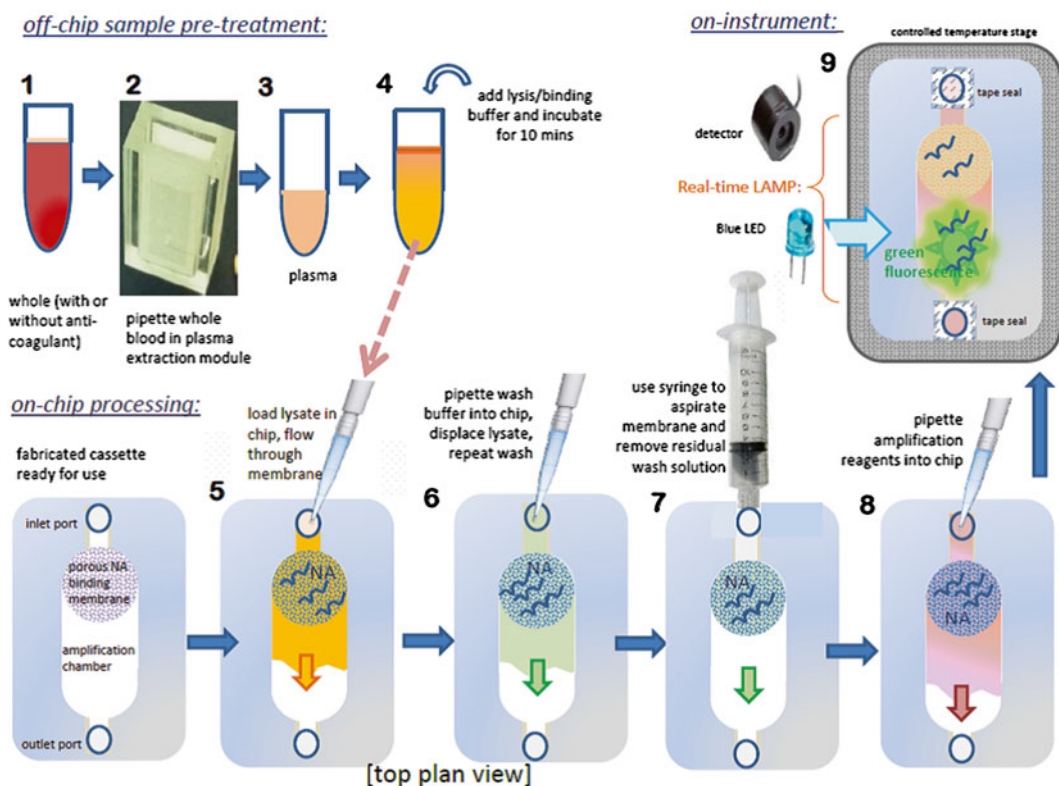 off-chip sample pre-treatment:
1
2
3
4
add lysis/binding
buffer and incubate
for 10 mins
plasma
whole (with or
without anti-
coagulant)
pipette whole
blood in plasma
extraction module
on-instrument:
controlled temperature stage
9
tape seal
detector
Real-time LAMP:
Blue LED
green
fluorescence
tape seal
on-chip processing:
fabricated cassette
ready for use
inlet port
porous NA
binding
membrane
amplification
chamber
outlet port
load lysate in
chip, flow
through
membrane
5
NA
pipette wash
buffer into chip,
displace lysate,
repeat wash
6
NA
use syringe to
aspirate
membrane and
remove residual
wash solution
7
NA
pipette
amplification
reagents into chip
8
NA
[top plan view]